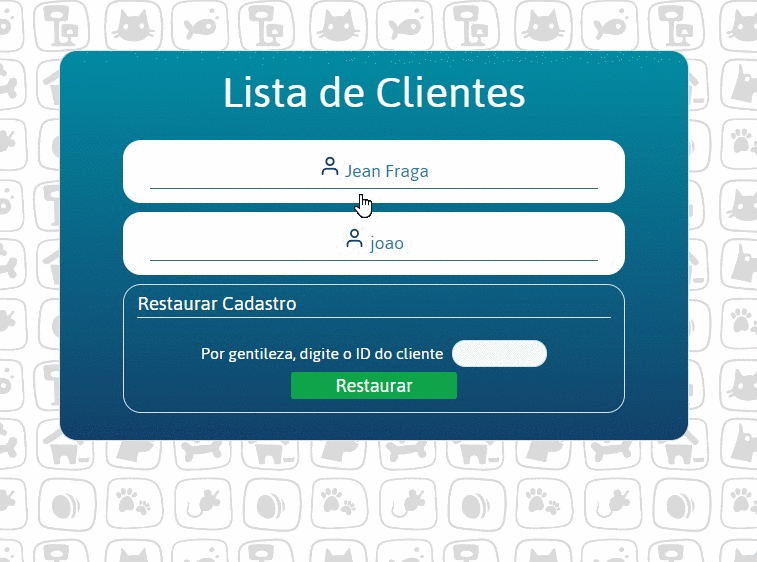 Lista de Clientes
Jean Fraga
joao
Restaurar Cadastro
Por gentileza, digite o ID do cliente
Restaurar